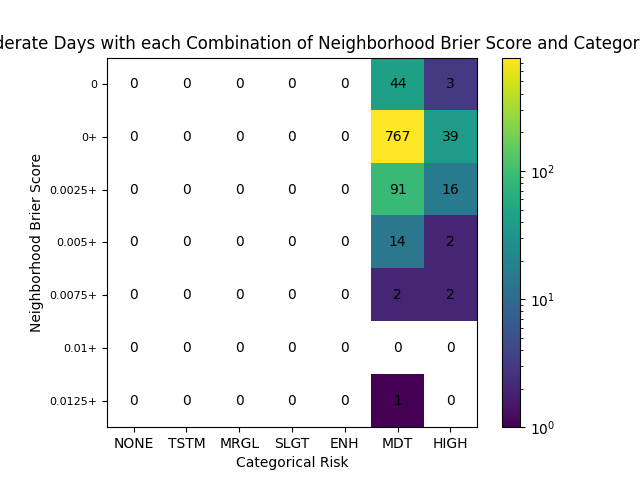 Days with each Combination of Neighborhood Brier Score and
0 0 0 0 0 0 44 3
0+ 0 0 0 0 0 767 39
0.0025+ 0 0 0 0 0 91 16
0.005+ 0 0 0 0 0 14 2
0.0075+ 0 0 0 0 0 2 2
0.01+ 0 0 0 0 0 0 0
0.0125+ 0 0 0 0 0 1 0
NONE TSTM MRGL SLGT ENH MDT HIGH
Categorical Risk
Neighborhood Brier Score
10²
10¹
10⁰